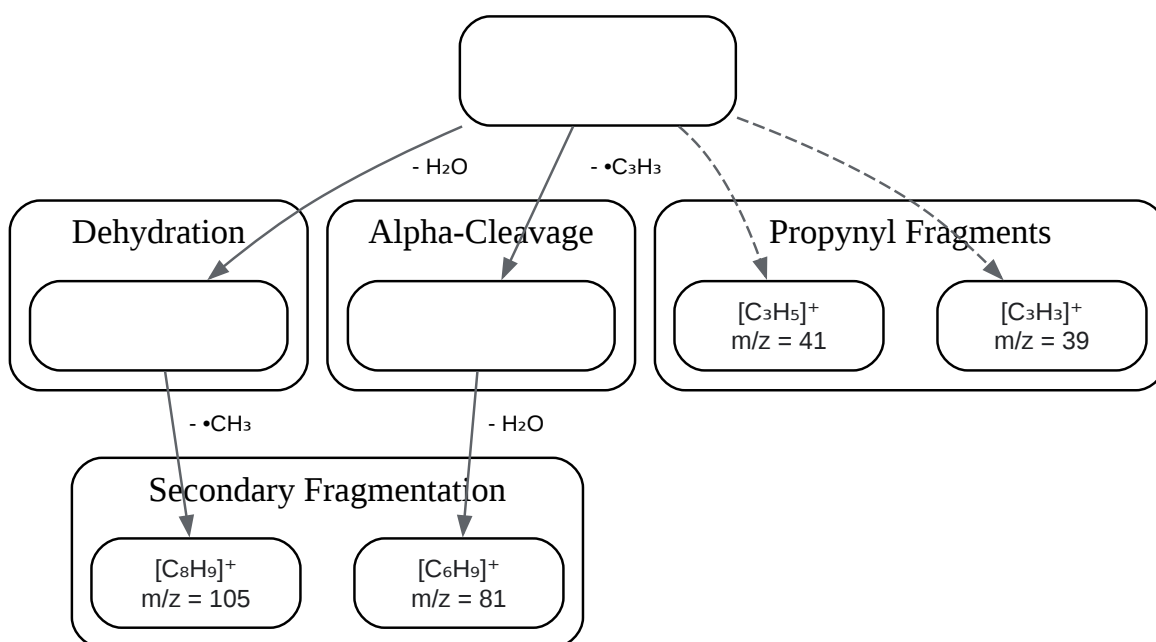 - H₂O
- •C₃H₃
Dehydration
Alpha-Cleavage
Propynyl Fragments
[C₃H₅]⁺
m/z = 41
[C₃H₃]⁺
m/z = 39
- •CH₃
- H₂O
Secondary Fragmentation
[C₈H₉]⁺
m/z = 105
[C₆H₉]⁺
m/z = 81